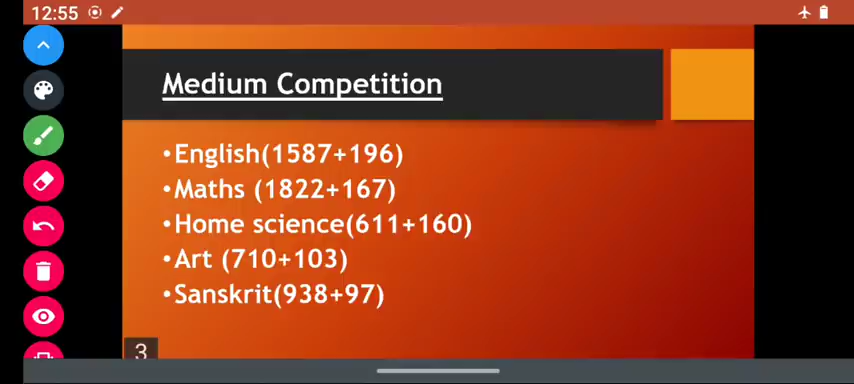 12:55
Medium Competition
•English(1587+196)
•Maths (1822+167)
•Home science(611+160)
•Art (710+103)
•Sanskrit(938+97)
3